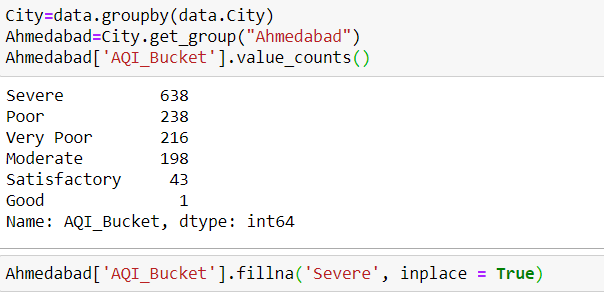 City=data.groupby(data.City)
Ahmedabad=City.get_group("Ahmedabad")
Ahmedabad['AQI_Bucket'].value_counts()
Severe 638
Poor 238
Very Poor 216
Moderate 198
Satisfactory 43
Good 1
Name: AQI_Bucket, dtype: int64
Ahmedabad['AQI_Bucket'].fillna('Severe', inplace = True)